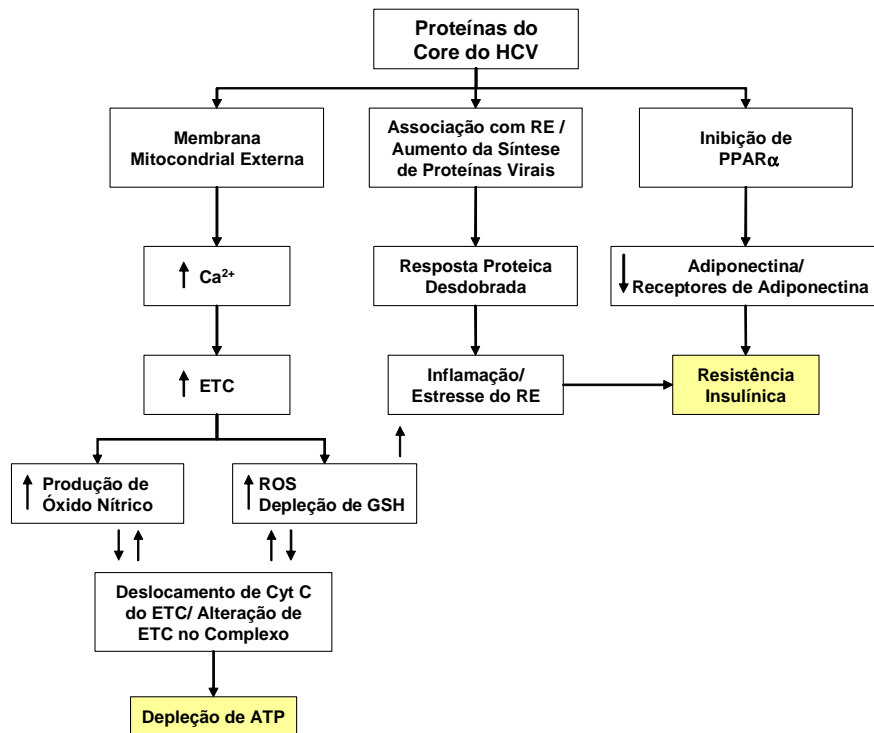 Proteínas do
Core do HCV
Membrana
Mitocondrial Externa
Associação com RE /
Aumento da Síntese
de Proteínas Virais
Inibição de
PPARα
↑ Ca²⁺
Resposta Proteica
Desdobrada
↓ Adiponectina/
Receptores de Adiponectina
↑ ETC
Inflamação/
Estresse do RE
Resistência
Insulínica
↑ Produção de
Óxido Nítrico
↑ ROS
Depleção de GSH
Deslocamento de Cyt C
do ETC/ Alteração de
ETC no Complexo
Depleção de ATP